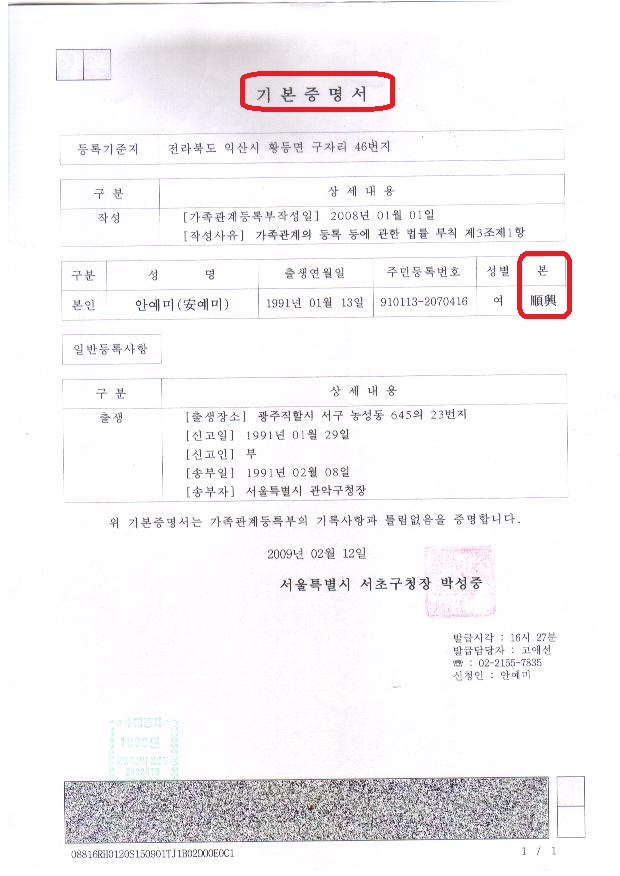 기본증명서
등록기준지 전라북도 익산시 황등면 구자리 46번지
구 분 상 세 내 용
작성 [가족관계등록부작성일] 2008년 01월 01일
[작성사유] 가족관계의 등록 등에 관한 법률 부칙 제3조제1항
구분 성 명 출생연월일 주민등록번호 성별 본
본인 안예미(安예미) 1991년 01월 13일 910113-2070416 여 順興
일반등록사항
구 분 상 세 내 용
출생 [출생장소] 광주직할시 서구 농성동 645의 23번지
[신고일] 1991년 01월 29일
[신고인] 부
[송부일] 1991년 02월 08일
[송부자] 서울특별시 관악구청장
위 기본증명서는 가족관계등록부의 기록사항과 틀림없음을 증명합니다.
2009년 02월 12일
서울특별시 서초구청장 박성중
발급시각 : 16시 27분
발급담당자 : 고애선
☎ : 02-2155-7835
신청인 : 안예미
수입증지
1000원
08816RH0120S150901TJ1B02D00E0C1
1 / 1